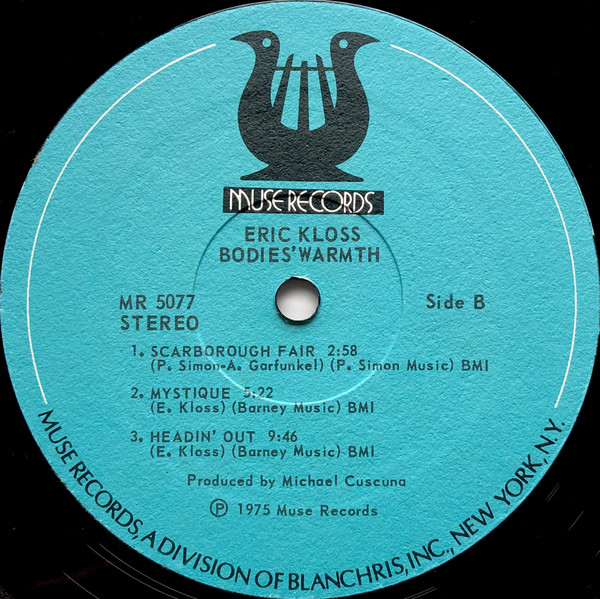 MUSE RECORDS
ERIC KLOSS
BODIES' WARMTH
MR 5077
STEREO
Side B
1. SCARBOROUGH FAIR 2:58
(P. Simon-A. Garfunkel) (P. Simon Music) BMI
2. MYSTIQUE 5:22
(E. Kloss) (Barney Music) BMI
3. HEADIN' OUT 9:46
(E. Kloss) (Barney Music) BMI
Produced by Michael Cuscuna
Ⓟ 1975 Muse Records
MUSE RECORDS, A DIVISION OF BLANCHRIS, INC., NEW YORK, N.Y.